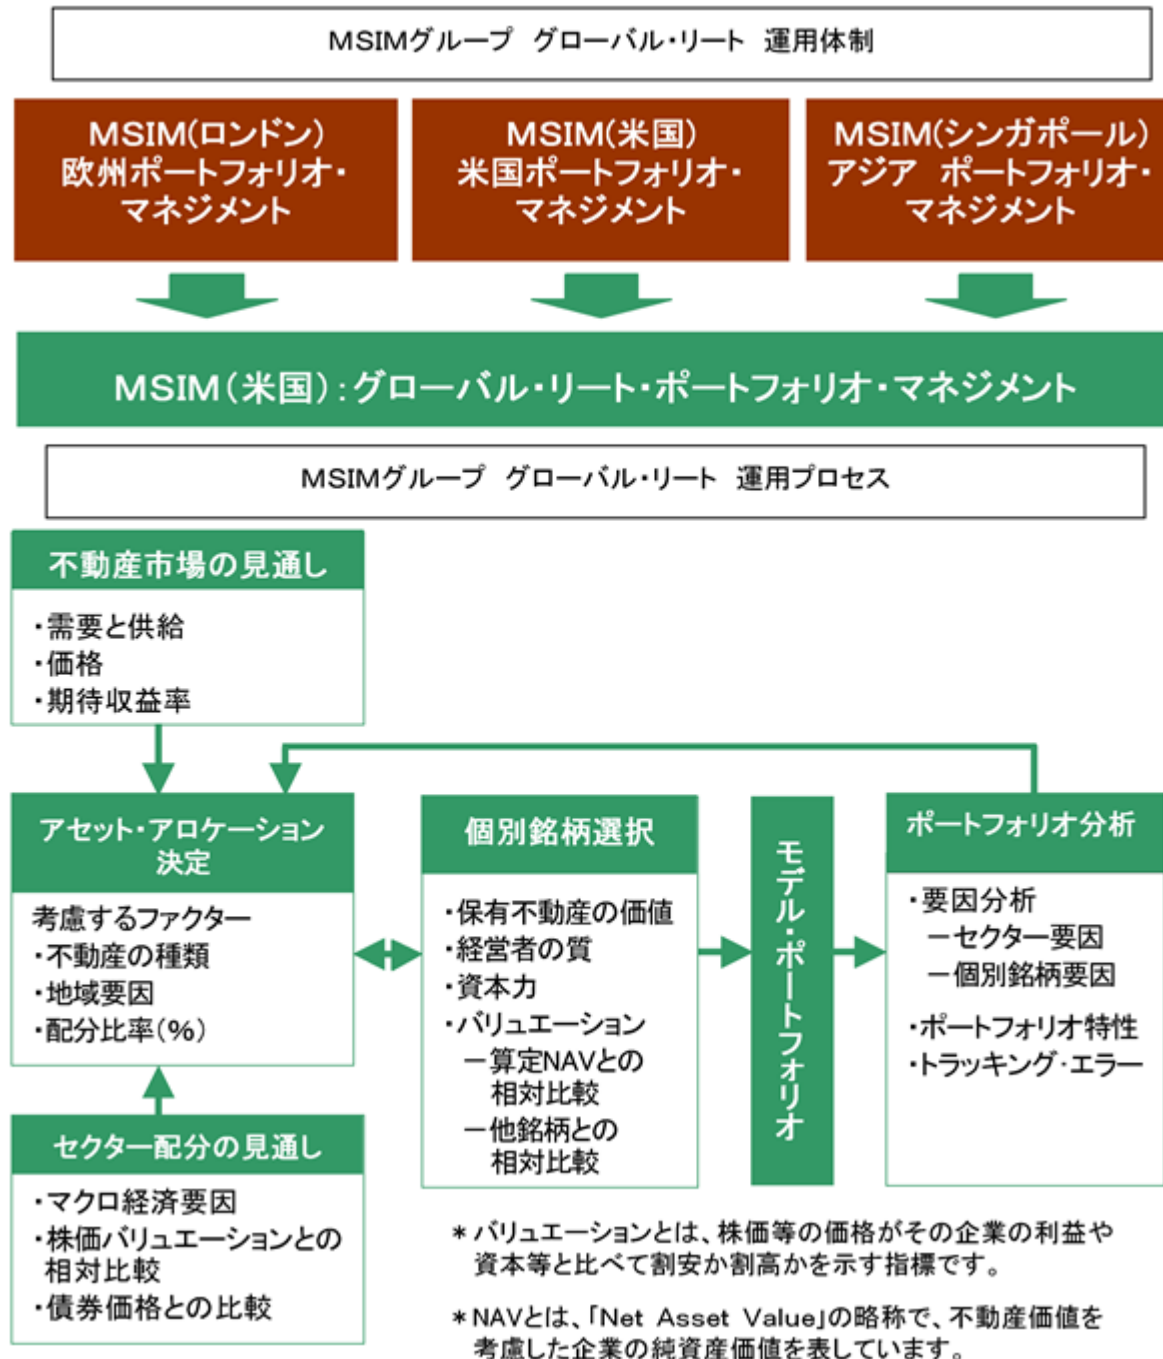 MSIMグループ　グローバル・リート　運用体制
MSIM(ロンドン)
欧州ポートフォリオ・
マネジメント
MSIM(米国)
米国ポートフォリオ・
マネジメント
MSIM(シンガポール)
アジア　ポートフォリオ・
マネジメント
MSIM(米国):グローバル・リート・ポートフォリオ・マネジメント
MSIMグループ　グローバル・リート　運用プロセス
不動産市場の見通し
・需要と供給
・価格
・期待収益率
アセット・アロケーション
決定
考慮するファクター
・不動産の種類
・地域要因
・配分比率(%)
セクター配分の見通し
・マクロ経済要因
・株価バリュエーションとの
相対比較
・債券価格との比較
個別銘柄選択
・保有不動産の価値
・経営者の質
・資本力
・バリュエーション
－算定NAVとの
相対比較
－他銘柄との
相対比較
モデル・ポートフォリオ
ポートフォリオ分析
・要因分析
－セクター要因
－個別銘柄要因
・ポートフォリオ特性
・トラッキング・エラー
＊バリュエーションとは、株価等の価格がその企業の利益や
資本等と比べて割安か割高かを示す指標です。
＊NAVとは、「Net Asset Value」の略称で、不動産価値を
考慮した企業の純資産価値を表しています。